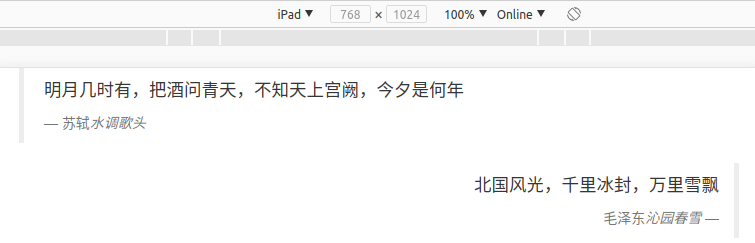 iPad ▼ 768 × 1024 100% ▼ Online ▼
明月几时有，把酒问青天，不知天上宫阙，今夕是何年
— 苏轼水调歌头
北国风光，千里冰封，万里雪飘
毛泽东沁园春雪 —